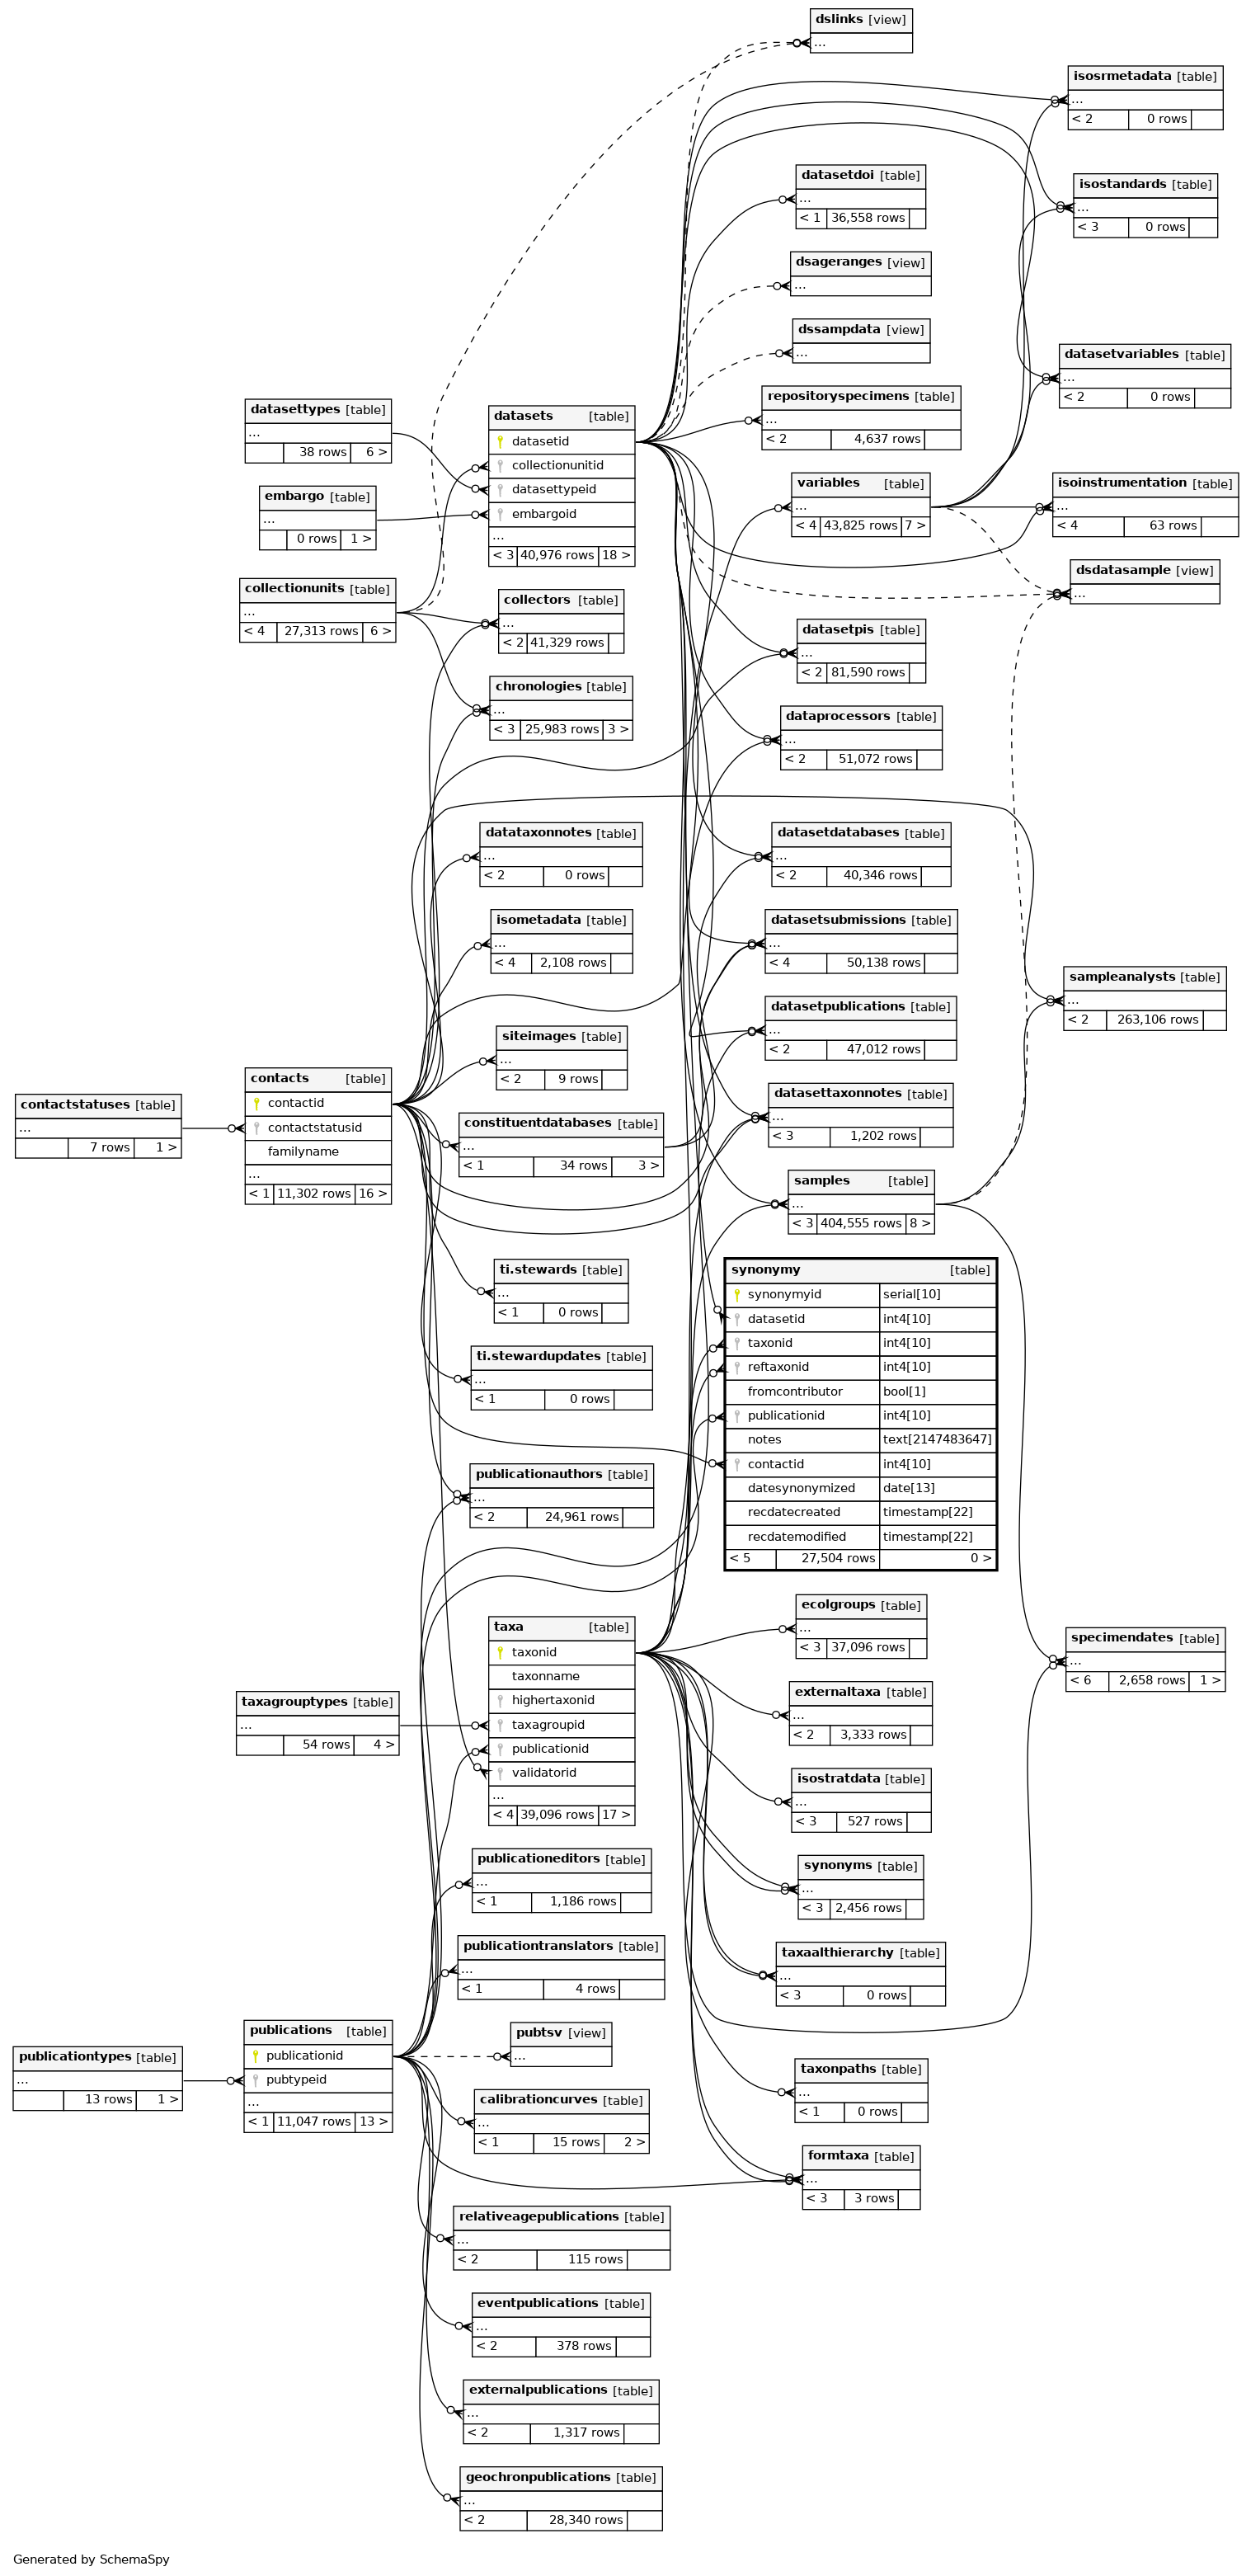 dslinks [view]
...
isosrmetadata [table]
...
< 2 0 rows
datasetdoi [table]
...
< 1 36,558 rows
isostandards [table]
...
< 3 0 rows
dsageranges [view]
...
dssampdata [view]
...
datasetvariables [table]
...
< 2 0 rows
repositoryspecimens [table]
...
< 2 4,637 rows
datasettypes [table]
...
38 rows 6 >
datasets [table]
datasetid
collectionunitid
datasettypeid
embargoid
...
< 3 40,976 rows 18 >
variables [table]
...
< 4 43,825 rows 7 >
isoinstrumentation [table]
...
< 4 63 rows
embargo [table]
...
0 rows 1 >
dsdatasample [view]
...
collectionunits [table]
...
< 4 27,313 rows 6 >
collectors [table]
...
< 2 41,329 rows
datasetpis [table]
...
< 2 81,590 rows
chronologies [table]
...
< 3 25,983 rows 3 >
dataprocessors [table]
...
< 2 51,072 rows
datataxonnotes [table]
...
< 2 0 rows
datasetdatabases [table]
...
< 2 40,346 rows
isometadata [table]
...
< 4 2,108 rows
datasetsubmissions [table]
...
< 4 50,138 rows
sampleanalysts [table]
...
< 2 263,106 rows
siteimages [table]
...
< 2 9 rows
datasetpublications [table]
...
< 2 47,012 rows
contactstatuses [table]
...
7 rows 1 >
contacts [table]
contactid
contactstatusid
familyname
...
< 1 11,302 rows 16 >
constituentdatabases [table]
...
< 1 34 rows 3 >
datasettaxonnotes [table]
...
< 3 1,202 rows
samples [table]
...
< 3 404,555 rows 8 >
ti.stewards [table]
...
< 1 0 rows
ti.stewardupdates [table]
...
< 1 0 rows
synonymy [table]
synonymyid serial[10]
datasetid int4[10]
taxonid int4[10]
reftaxonid int4[10]
fromcontributor bool[1]
publicationid int4[10]
notes text[2147483647]
contactid int4[10]
datesynonymized date[13]
recdatecreated timestamp[22]
recdatemodified timestamp[22]
< 5 27,504 rows 0 >
publicationauthors [table]
...
< 2 24,961 rows
taxagrouptypes [table]
...
54 rows 4 >
taxa [table]
taxonid
taxonname
highertaxonid
taxagroupid
publicationid
validatorid
...
< 4 39,096 rows 17 >
ecolgroups [table]
...
< 3 37,096 rows
specimendates [table]
...
< 6 2,658 rows 1 >
externaltaxa [table]
...
< 2 3,333 rows
isostratdata [table]
...
< 3 527 rows
publicationeditors [table]
...
< 1 1,186 rows
synonyms [table]
...
< 3 2,456 rows
publicationtranslators [table]
...
< 1 4 rows
taxaalthierarchy [table]
...
< 3 0 rows
publicationtypes [table]
...
13 rows 1 >
publications [table]
publicationid
pubtypeid
...
< 1 11,047 rows 13 >
pubtsv [view]
...
taxonpaths [table]
...
< 1 0 rows
calibrationcurves [table]
...
< 1 15 rows 2 >
formtaxa [table]
...
< 3 3 rows
relativeagepublications [table]
...
< 2 115 rows
eventpublications [table]
...
< 2 378 rows
externalpublications [table]
...
< 2 1,317 rows
geochronpublications [table]
...
< 2 28,340 rows
Generated by SchemaSpy